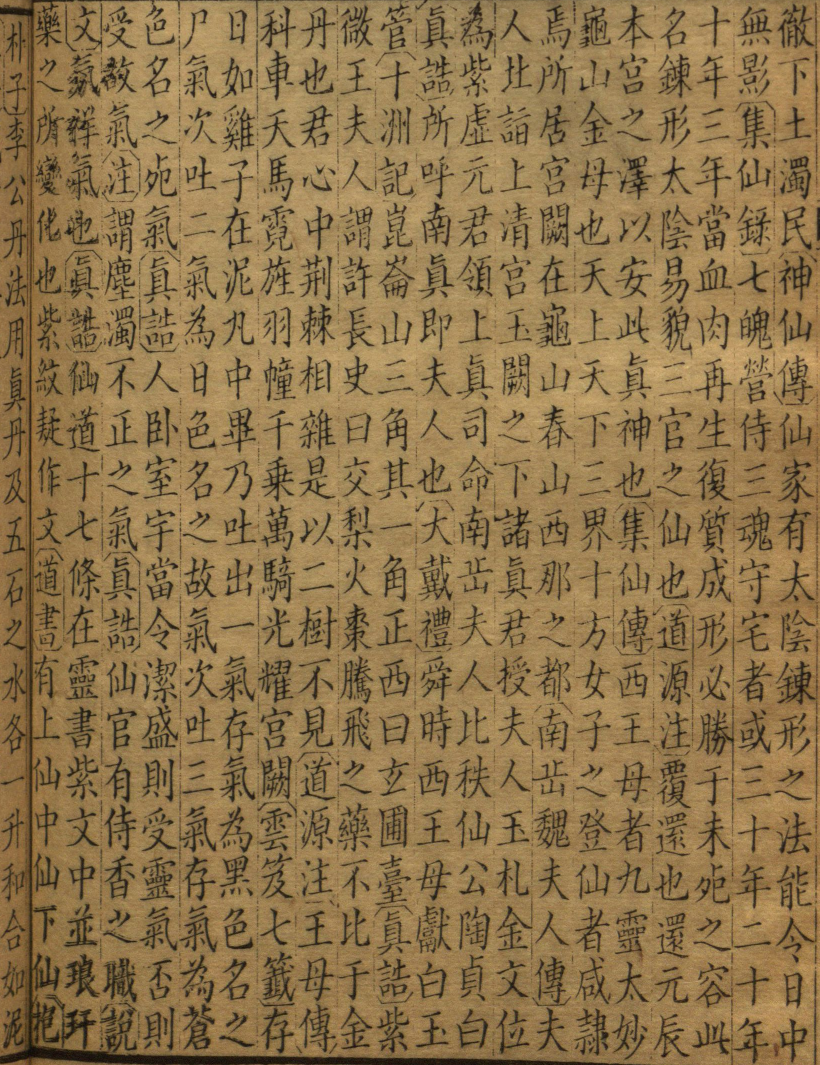 徹下土濁民神仙傳仙家有太陰鍊形之法能令日中
無影集仙錄七魄營侍三魂守宅者或三十年二十年
十年三年當血肉再生復質成形必勝于未死之容此
名鍊形太陰易貌三官之仙也道源注覆還也還元辰
本宮之澤以安此真神也集仙傳西王母者九靈太妙
龜山金母也天上天下三界十方女子之登仙者咸隸
焉所居宮闕在龜山春山西那之都南岳魏夫人傳夫
人北詣上清宮玉闕之下諸真君授夫人玉札金文位
為紫虛元君領上真司命南岳夫人比秩仙公陶貞白
真誥所呼南真即夫人也大戴禮舜時西王母獻白玉
管十洲記崑崙山三角其一角正西曰玄圃臺真誥紫
微王夫人謂許長史曰交梨火棗騰飛之藥不比于金
丹也君心中荆棘相雜是以二樹不見道源注王母傳
科車天馬霓旌羽幢千乗萬騎光耀宮闕雲笈七籤存
日如雞子在泥丸中畢乃吐出一氣存氣為黑色名之
尸氣次吐二氣為日色名之故氣次吐三氣存氣為蒼
色名之死氣真誥人卧室宇當令潔盛則受靈氣否則
受故氣注謂塵濁不正之氣真誥仙官有侍香之職說
文氛祥氣也真誥仙道十七條在靈書紫文中並琅玕
藥之所變化也紫紋疑作文道書有上仙中仙下仙抱
朴子李公丹法用真丹及五石之水各一升和合如泥